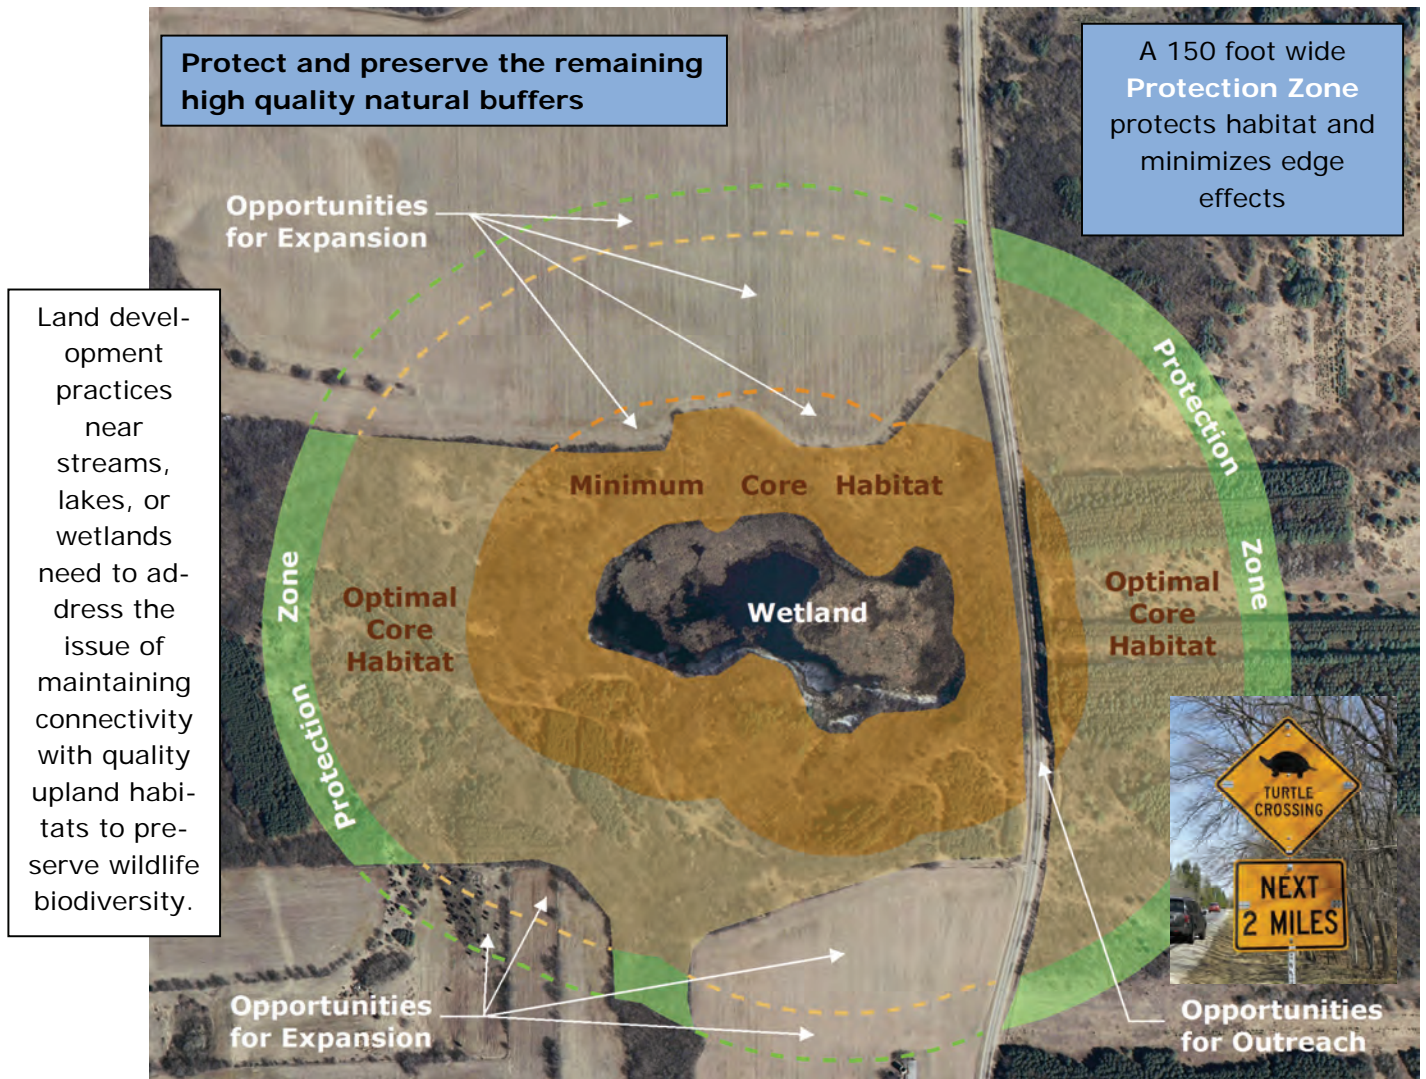 Protect and preserve the remaining
high quality natural buffers
A 150 foot wide
Protection Zone
protects habitat and
minimizes edge
effects
Opportunities
for Expansion
Land devel-
opment
practices
near
streams,
lakes, or
wetlands
need to ad-
dress the
issue of
maintaining
connectivity
with quality
upland habi-
tats to pre-
serve wildlife
biodiversity.
Protection
Zone
Minimum Core Habitat
Optimal
Core
Habitat
Wetland
Optimal
Core
Habitat
Zone
Protection
TURTLE
CROSSING
NEXT
2 MILES
Opportunities
for Expansion
Opportunities
for Outreach